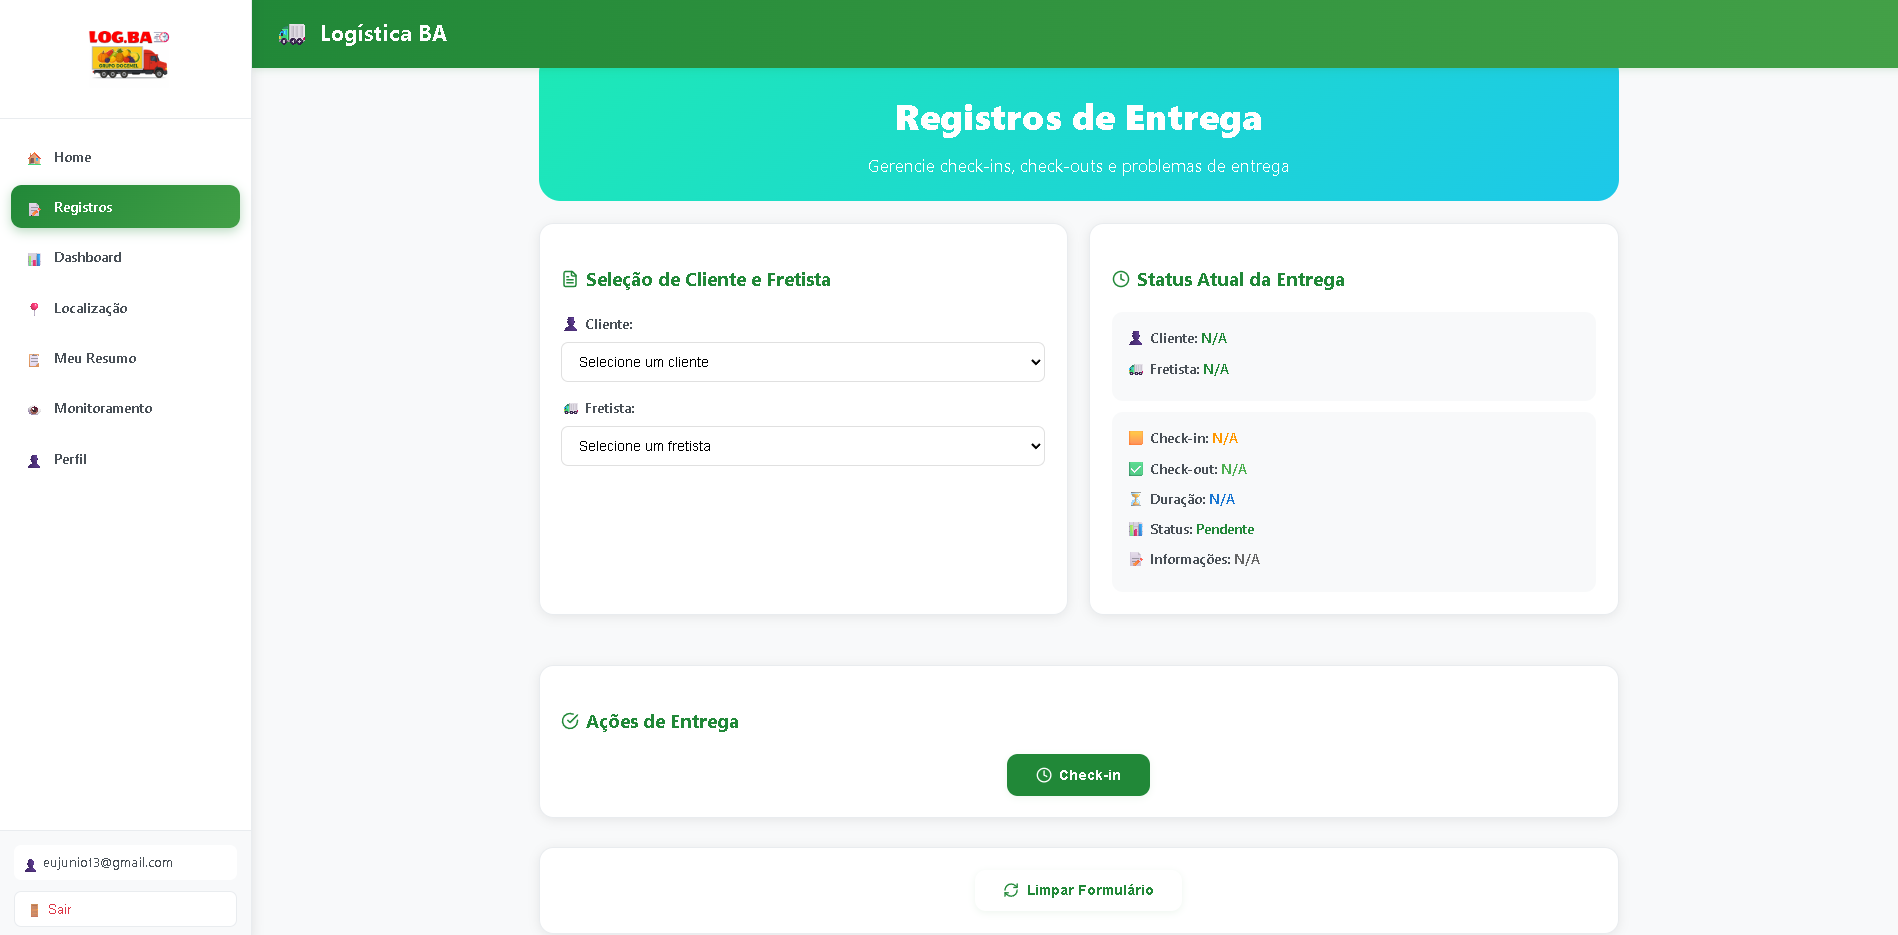 LOG.BA
GRUPO DOCEMEL
Home
Registros
Dashboard
Localização
Meu Resumo
Monitoramento
Perfil
eujunio13@gmail.com
Sair
Logística BA
Registros de Entrega
Gerencie check-ins, check-outs e problemas de entrega
Seleção de Cliente e Fretista
Cliente:
Selecione um cliente
Fretista:
Selecione um fretista
Status Atual da Entrega
Cliente: N/A
Fretista: N/A
Check-in: N/A
Check-out: N/A
Duração: N/A
Status: Pendente
Informações: N/A
Ações de Entrega
Check-in
Limpar Formulário